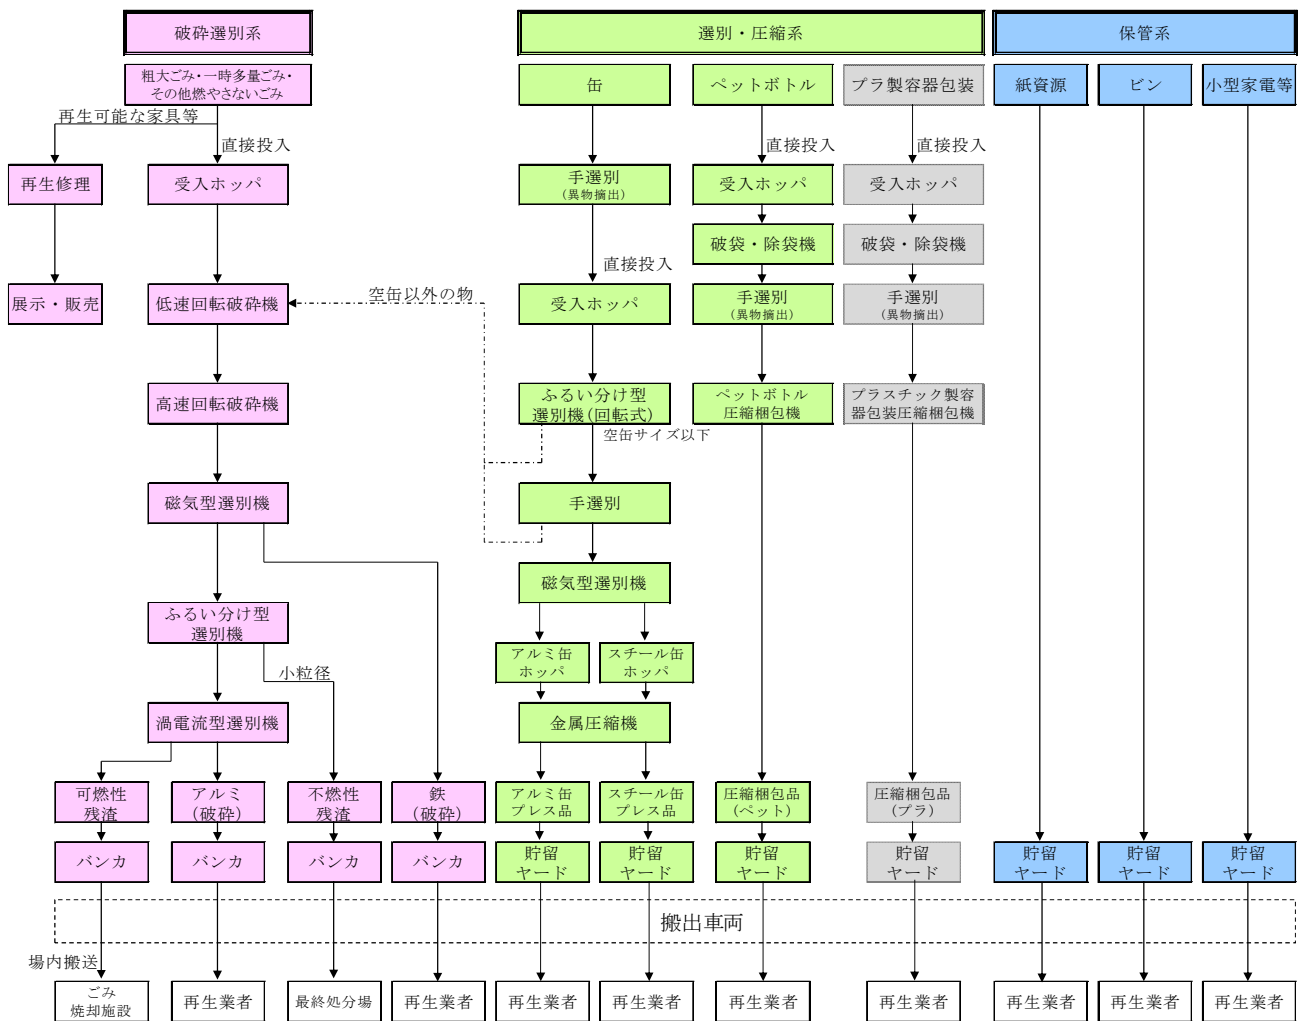 破砕選別系
選別・圧縮系
保管系
粗大ごみ・一時多量ごみ・
その他燃やさないごみ
缶
ペットボトル
プラ製容器包装
紙資源
ビン
小型家電等
再生可能な家具等
直接投入
直接投入
直接投入
再生修理
受入ホッパ
手選別
(異物摘出)
受入ホッパ
受入ホッパ
破袋・除袋機
破袋・除袋機
直接投入
展示・販売
低速回転破砕機
空缶以外の物
受入ホッパ
手選別
(異物摘出)
手選別
(異物摘出)
高速回転破砕機
ふるい分け型
選別機(回転式)
ペットボトル
圧縮梱包機
プラスチック製容
器包装圧縮梱包機
空缶サイズ以下
磁気型選別機
手選別
磁気型選別機
ふるい分け型
選別機
小粒径
アルミ缶
ホッパ
スチール缶
ホッパ
渦電流型選別機
金属圧縮機
可燃性
残渣
アルミ
(破砕)
不燃性
残渣
鉄
(破砕)
アルミ缶
プレス品
スチール缶
プレス品
圧縮梱包品
(ペット)
圧縮梱包品
(プラ)
バンカ
バンカ
バンカ
バンカ
貯留
ヤード
貯留
ヤード
貯留
ヤード
貯留
ヤード
貯留
ヤード
貯留
ヤード
貯留
ヤード
搬出車両
場内搬送
ごみ
焼却施設
再生業者
最終処分場
再生業者
再生業者
再生業者
再生業者
再生業者
再生業者
再生業者
再生業者